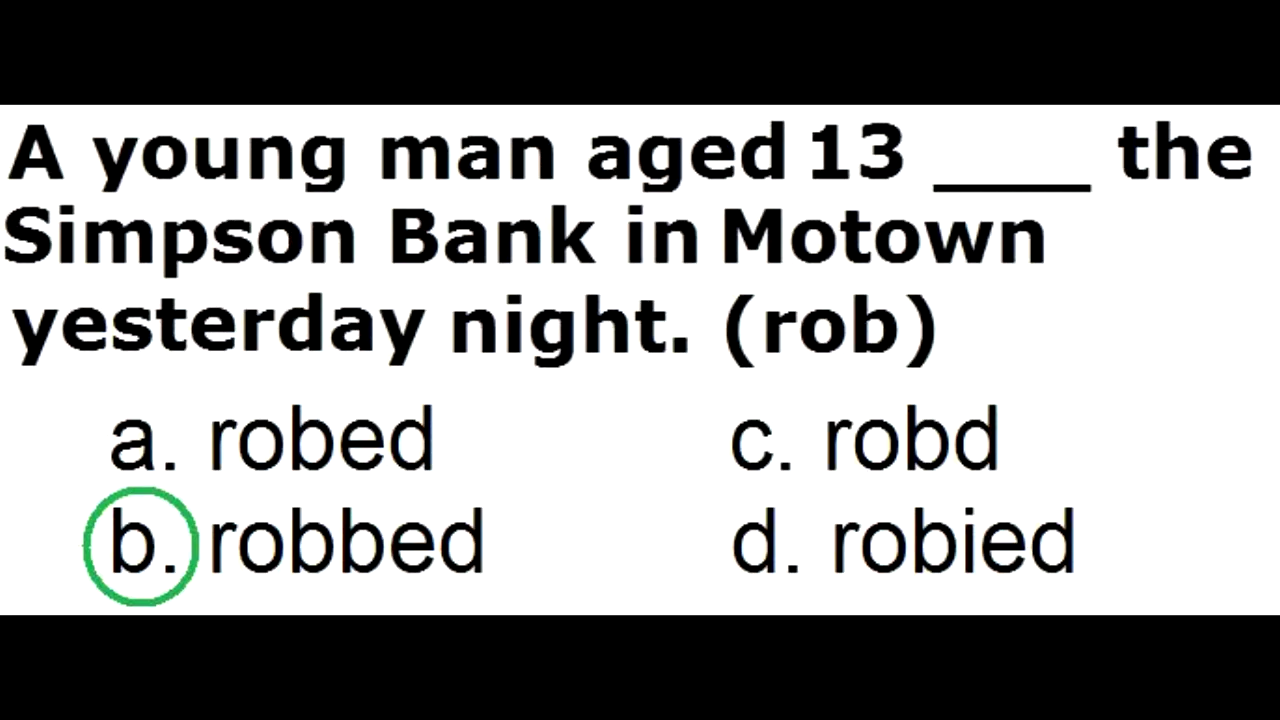 A young man aged 13 ____ the
Simpson Bank in Motown
yesterday night. (rob)
a. robed c. robd
b. robbed d. robied